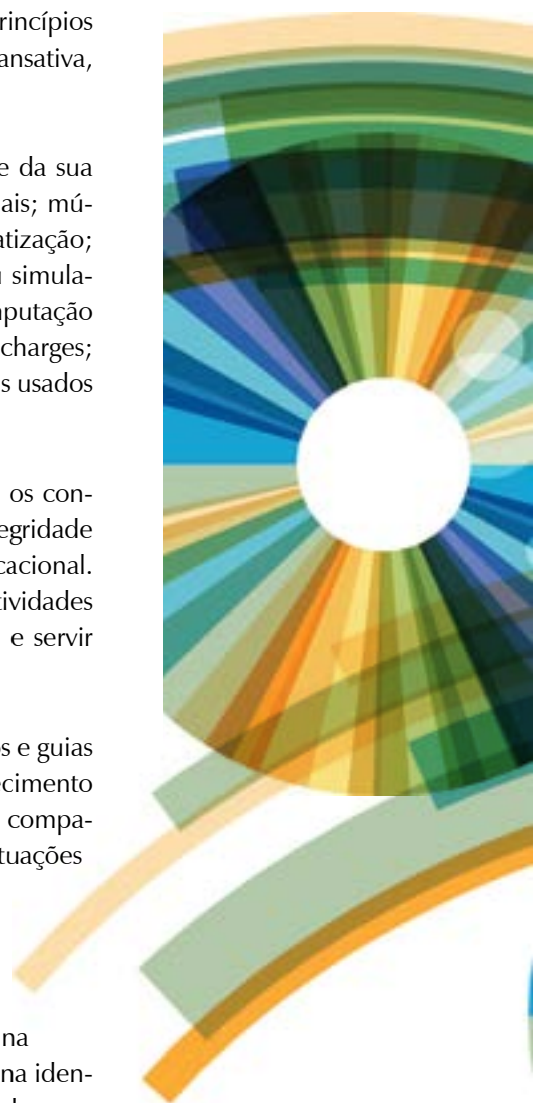 rincípios
ansativa,
e da sua
ais; mú-
atização;
simula-
nputação
charges;
s usados
os con-
egridade
cacional.
tividades
e servir
s e guias
ecimento
compa-
tuações
na
na iden-